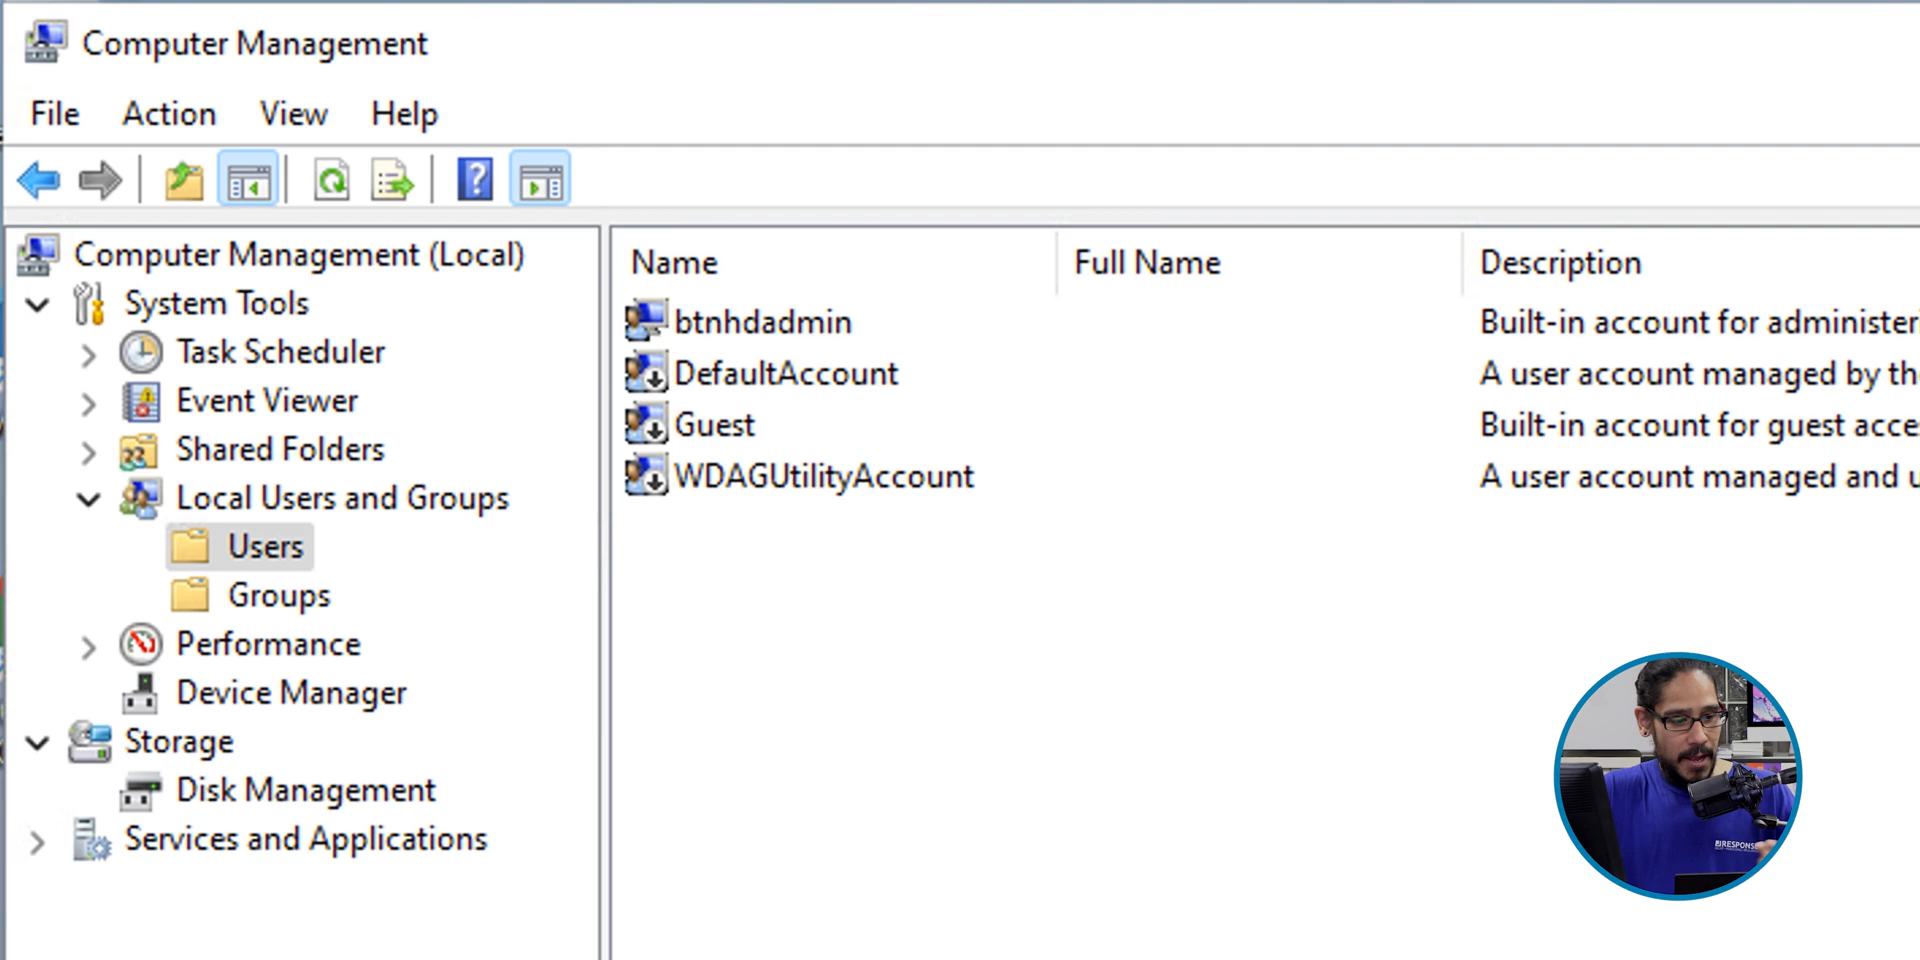 Computer Management
File Action View Help
Computer Management (Local)
System Tools
Task Scheduler
Event Viewer
Shared Folders
Local Users and Groups
Users
Groups
Performance
Device Manager
Storage
Disk Management
Services and Applications
Name Full Name Description
btnhdadmin Built-in account for administeri
DefaultAccount A user account managed by the
Guest Built-in account for guest acce
WDAGUtilityAccount A user account managed and u